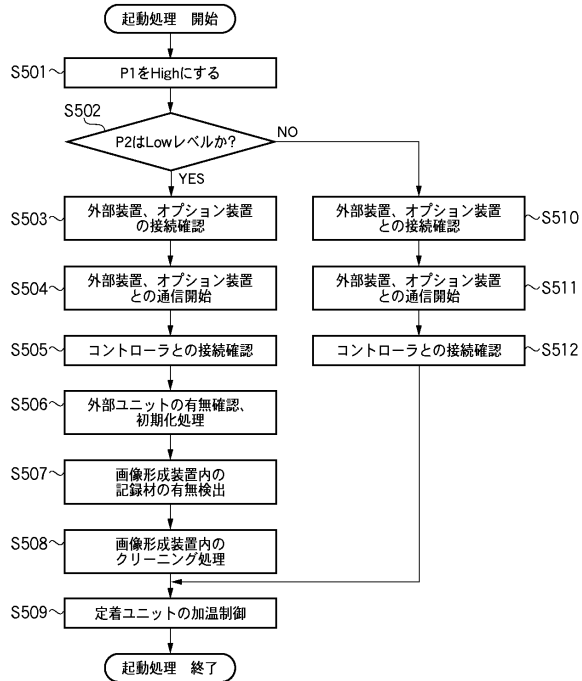 起動処理 開始
S501
P1をHighにする
S502
P2はLowレベルか?
NO
YES
S503
外部装置、オプション装置
の接続確認
S510
外部装置、オプション装置
との接続確認
S504
外部装置、オプション装置
との通信開始
S511
外部装置、オプション装置
との通信開始
S505
コントローラとの接続確認
S512
コントローラとの接続確認
S506
外部ユニットの有無確認、
初期化処理
S507
画像形成装置内の
記録材の有無検出
S508
画像形成装置内の
クリーニング処理
S509
定着ユニットの加温制御
起動処理 終了